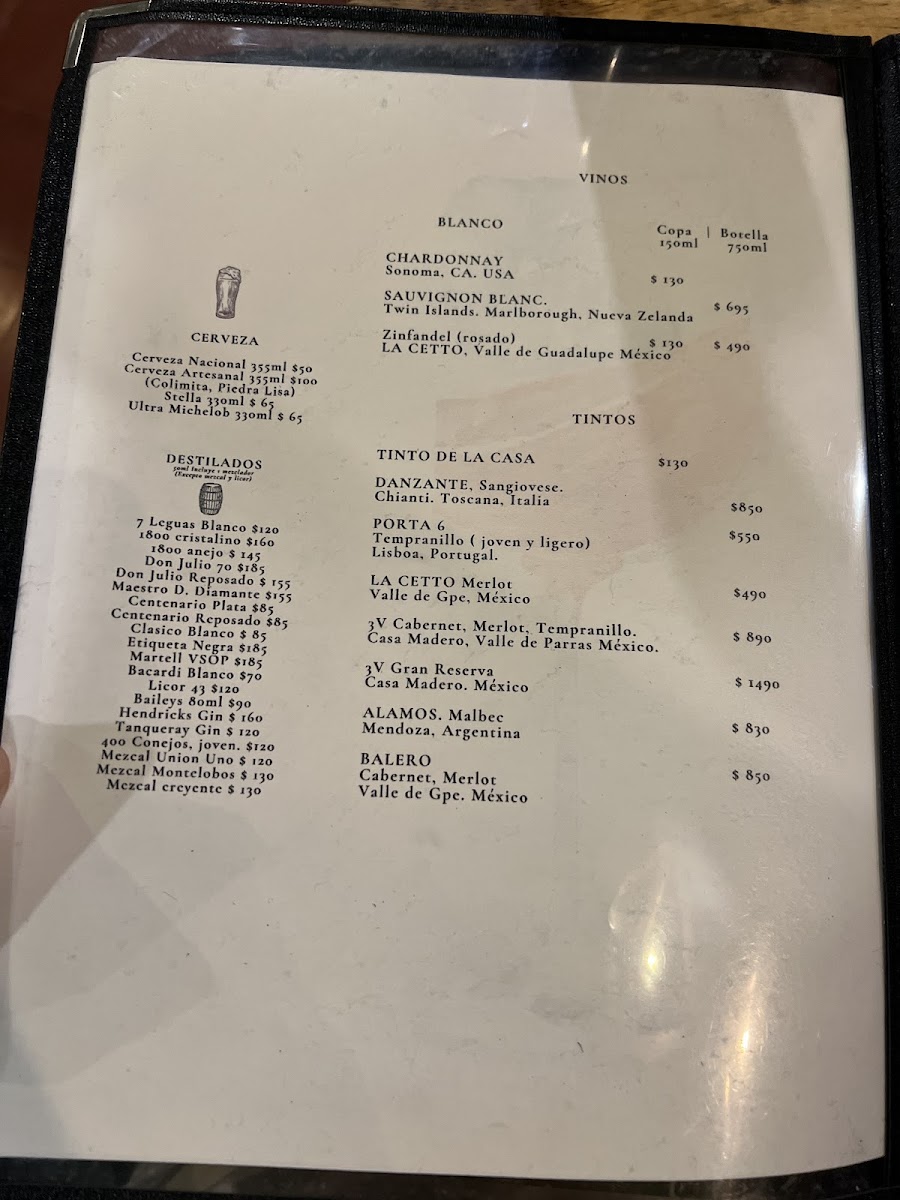 VINOS
BLANCO
Copa | Botella
150ml 750ml
CHARDONNAY
Sonoma, CA. USA
$ 130
SAUVIGNON BLANC.
Twin Islands. Marlborough, Nueva Zelanda
$ 695
Zinfandel (rosado)
$ 130 $ 490
LA CETTO, Valle de Guadalupe México
TINTOS
TINTO DE LA CASA
$130
DANZANTE, Sangiovese.
Chianti. Toscana, Italia
$850
PORTA 6
Tempranillo ( joven y ligero)
$550
Lisboa, Portugal.
LA CETTO Merlot
Valle de Gpe, México
$490
3V Cabernet, Merlot, Tempranillo.
Casa Madero, Valle de Parras México.
$ 890
3V Gran Reserva
Casa Madero. México
$ 1490
ALAMOS. Malbec
Mendoza, Argentina
$ 830
BALERO
Cabernet, Merlot
$ 850
Valle de Gpe. México
CERVEZA
Cerveza Nacional 355ml $50
Cerveza Artesanal 355ml $100
(Colimita, Piedra Lisa)
Stella 330ml $ 65
Ultra Michelob 330ml $ 65
DESTILADOS
50ml Incluye 1 mezclador
(Excepto mezcal y licor)
7 Leguas Blanco $120
1800 cristalino $160
1800 anejo $ 145
Don Julio 70 $185
Don Julio Reposado $ 155
Maestro D. Diamante $155
Centenario Plata $85
Centenario Reposado $85
Clasico Blanco $ 85
Etiqueta Negra $185
Martell VSOP $185
Bacardi Blanco $70
Licor 43 $120
Baileys 80ml $90
Hendricks Gin $ 160
Tanqueray Gin $ 120
400 Conejos, joven. $120
Mezcal Union Uno $ 120
Mezcal Montelobos $ 130
Mezcal creyente $ 130